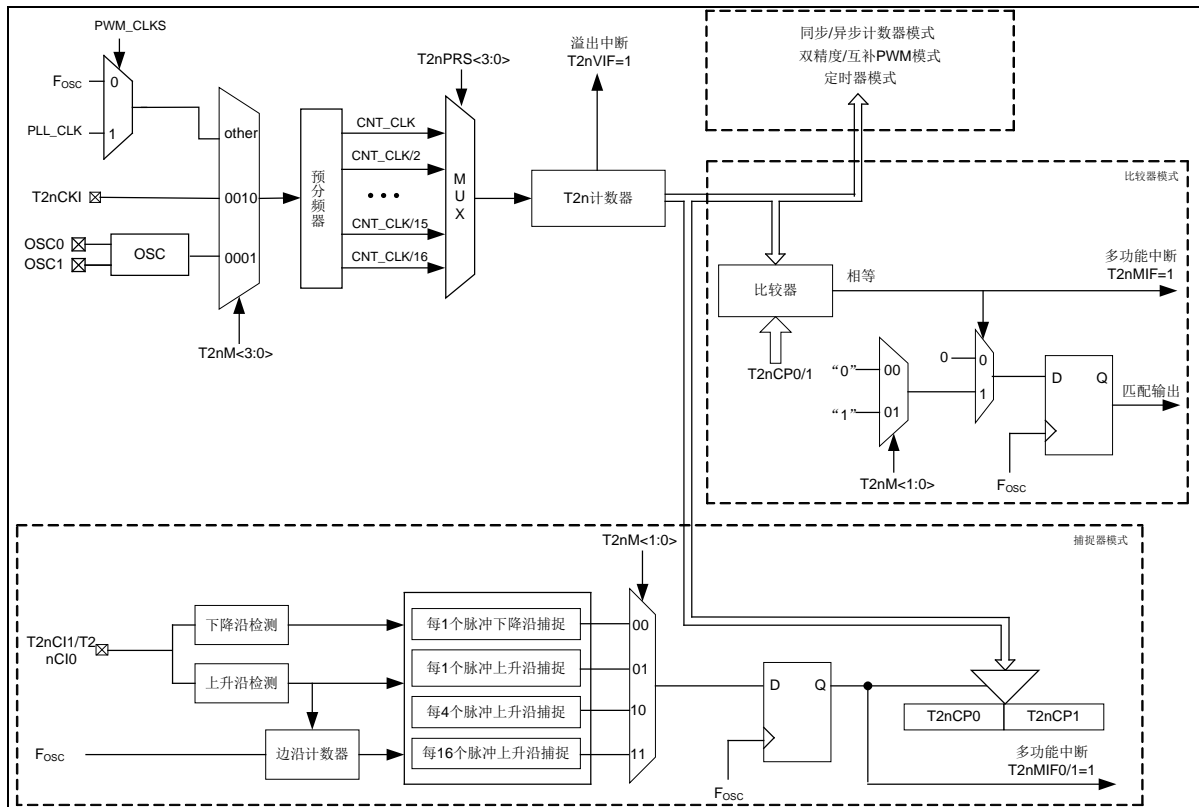 PWM_CLKS
F_OSC
0
PLL_CLK
1
other
T2nCKI
0010
OSC0
OSC1
OSC
0001
T2nM<3:0>
预分频器
CNT_CLK
CNT_CLK/2
•••
CNT_CLK/15
CNT_CLK/16
T2nPRS<3:0>
MUX
溢出中断
T2nVIF=1
T2n计数器
同步/异步计数器模式
双精度/互补PWM模式
定时器模式
比较器模式
比较器
相等
多功能中断
T2nMIF=1
T2nCP0/1
“0”
00
“1”
01
T2nM<1:0>
0
0
1
D
Q
匹配输出
F_OSC
捕捉器模式
T2nM<1:0>
T2nCI1/T2
nCI0
下降沿检测
上升沿检测
F_OSC
边沿计数器
每1个脉冲下降沿捕捉
00
每1个脉冲上升沿捕捉
01
每4个脉冲上升沿捕捉
10
每16个脉冲上升沿捕捉
11
D
Q
F_OSC
T2nCP0
T2nCP1
多功能中断
T2nMIF0/1=1